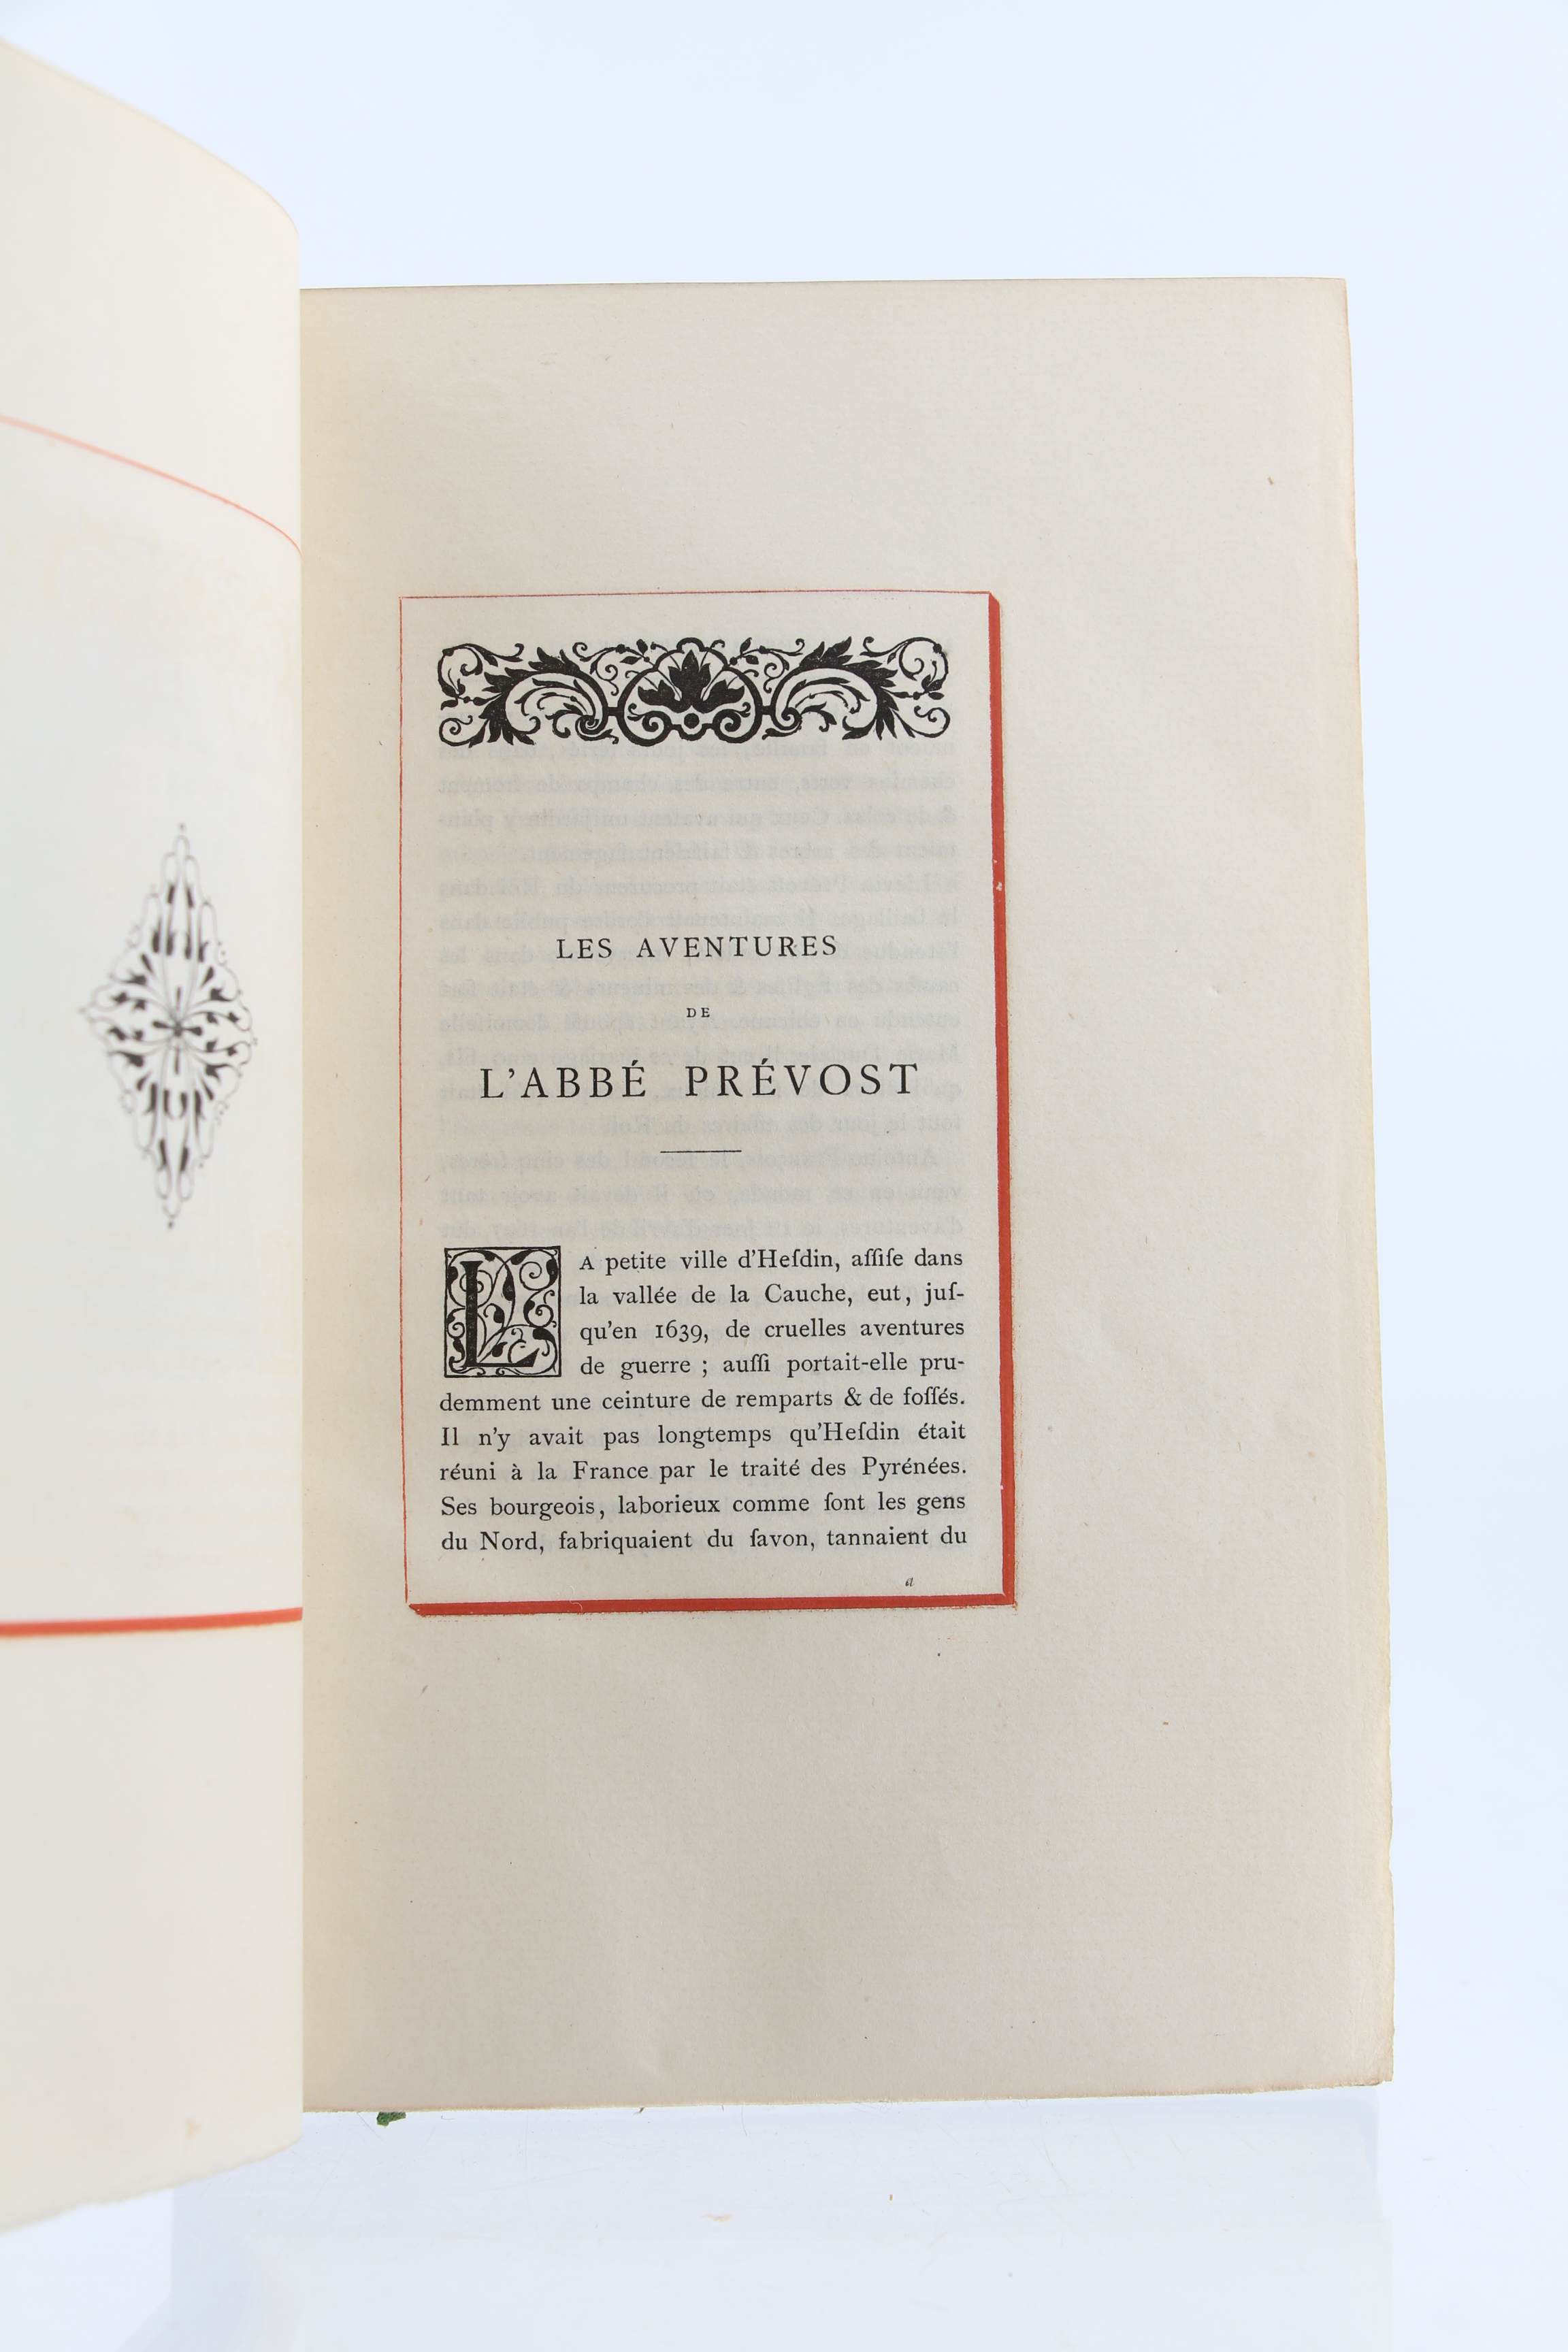 LES AVENTURES
DE
L'ABBÉ PRÉVOST
LA petite ville d'Heſdin, aſſiſe dans
la vallée de la Cauche, eut, juſ-
qu'en 1639, de cruelles aventures
de guerre ; auſſi portait-elle pru-
demment une ceinture de remparts & de foſſés.
Il n'y avait pas longtemps qu'Heſdin était
réuni à la France par le traité des Pyrénées.
Ses bourgeois, laborieux comme ſont les gens
du Nord, fabriquaient du ſavon, tannaient du
a